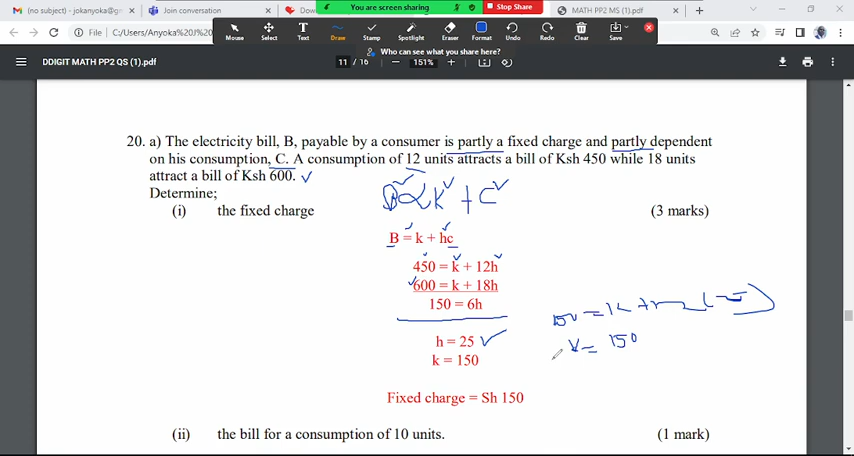 (no subject) - jokanyoka@gm
Join conversation
Dow
You are screen sharing
Stop Share
MATH PP2 MS (1).pdf
File
C:/Users/Anyoka%20J%20
Mouse
Select
Text
Draw
Stamp
Spotlight
Eraser
Format
Undo
Redo
Clear
Save
Who can see what you share here?
DDIGIT MATH PP2 QS (1).pdf
11 / 16
151%
20. a) The electricity bill, B, payable by a consumer is partly a fixed charge and partly dependent
on his consumption, C. A consumption of 12 units attracts a bill of Ksh 450 while 18 units
attract a bill of Ksh 600.
Determine;
B ∝ K + C
(i) the fixed charge (3 marks)
B = k + hc
450 = k + 12h
600 = k + 18h
150 = 6h
h = 25
k = 150
K = 150
Fixed charge = Sh 150
(ii) the bill for a consumption of 10 units. (1 mark)